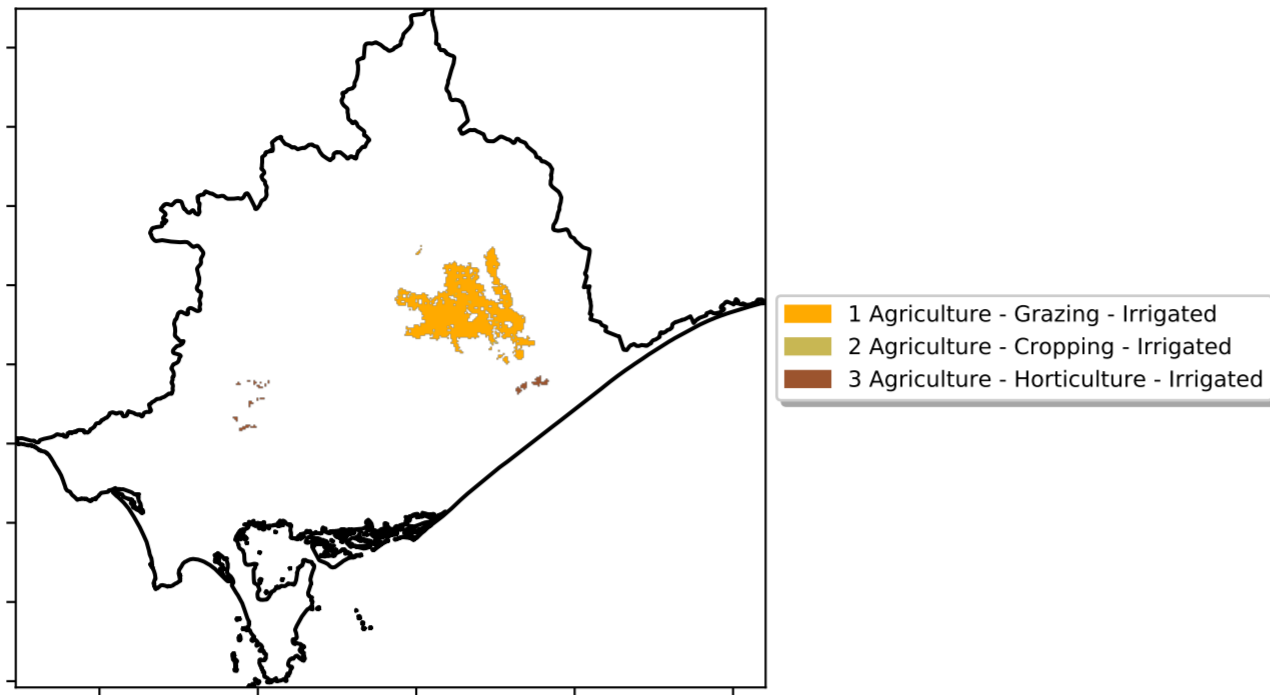 1 Agriculture - Grazing - Irrigated
2 Agriculture - Cropping - Irrigated
3 Agriculture - Horticulture - Irrigated